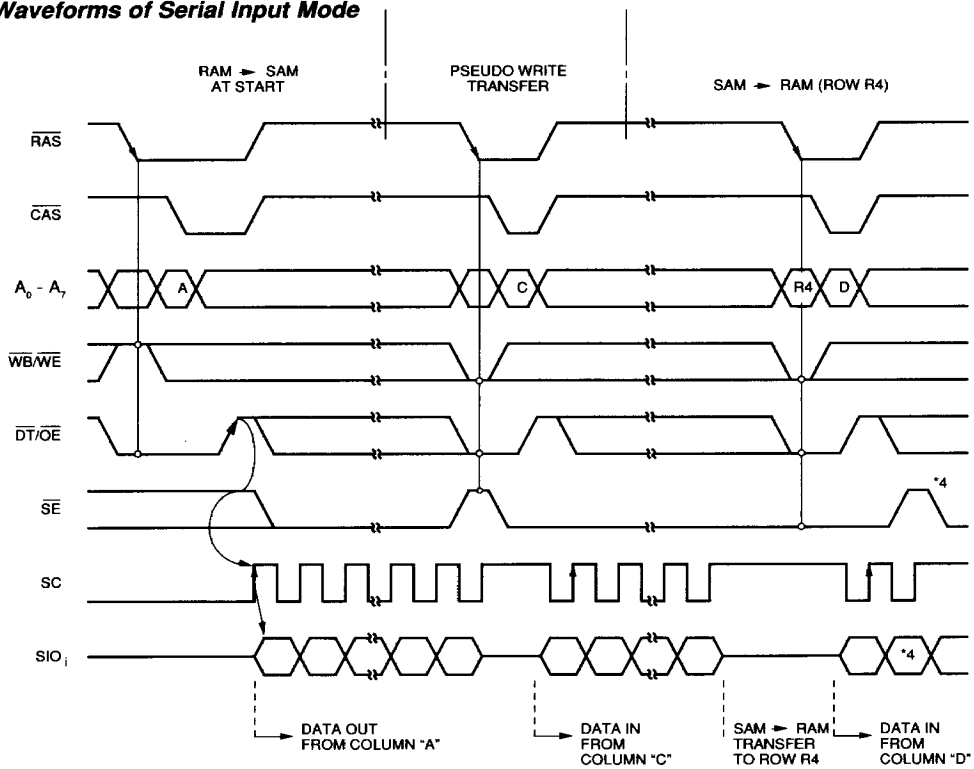 Waveforms of Serial Input Mode
RAM → SAM
AT START
PSEUDO WRITE
TRANSFER
SAM → RAM (ROW R4)
RAS
CAS
A0 - A7
A
C
R4
D
WB/WE
DT/OE
SE
*4
SC
SIOi
*4
DATA OUT
FROM COLUMN "A"
DATA IN
FROM
COLUMN "C"
SAM → RAM
TRANSFER
TO ROW R4
DATA IN
FROM
COLUMN "D"